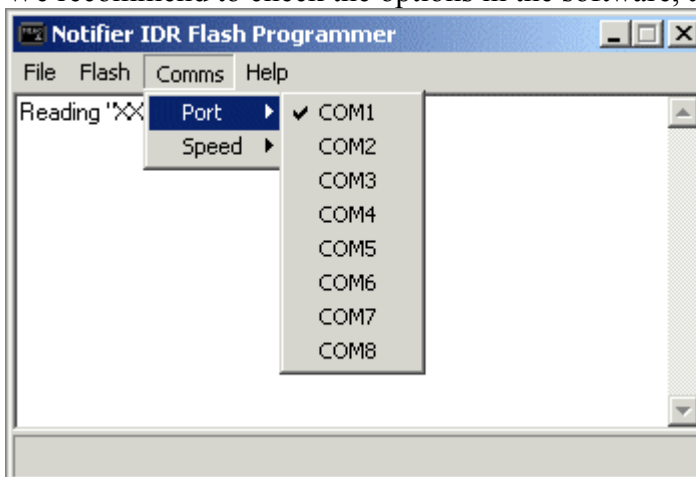 We recommend to check the options in the software,
Notifier IDR Flash Programmer
File Flash Comms Help
Reading "XX
Port
Speed
COM1
COM2
COM3
COM4
COM5
COM6
COM7
COM8